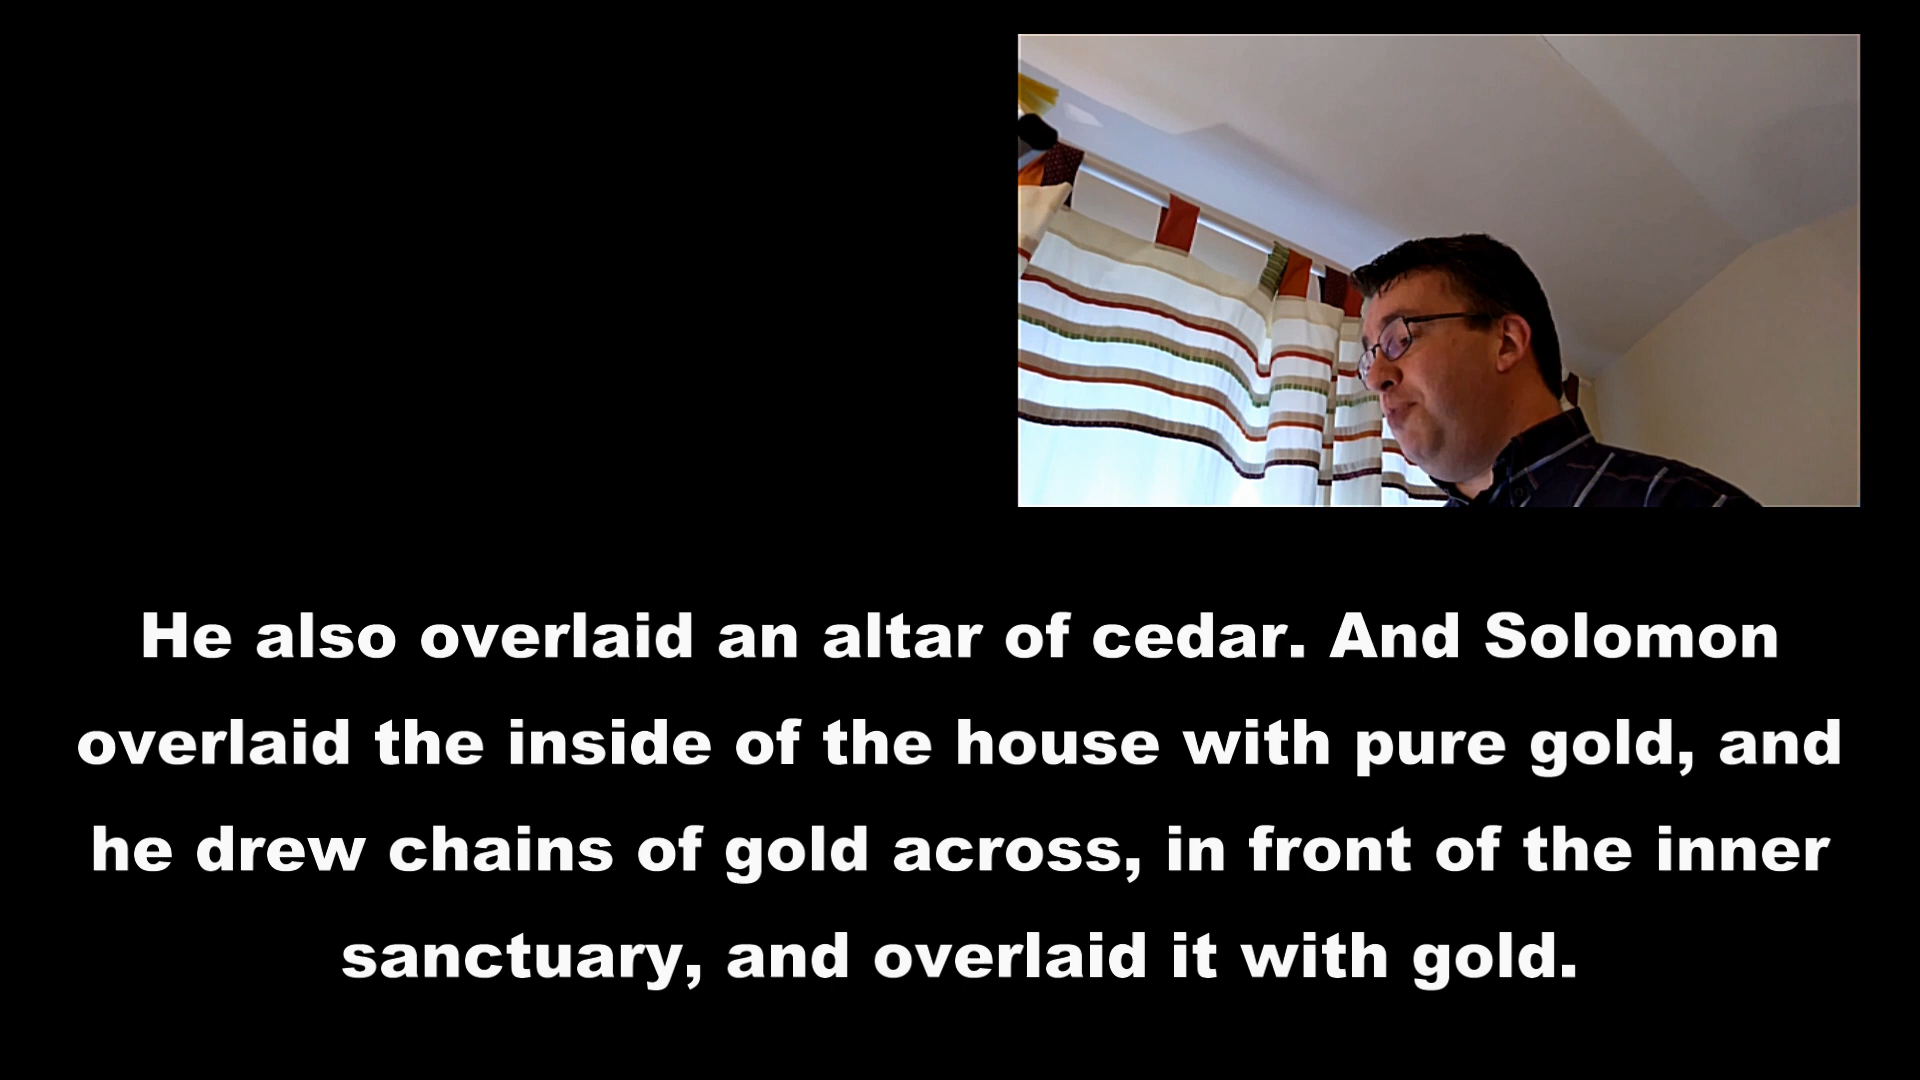 He also overlaid an altar of cedar. And Solomon
overlaid the inside of the house with pure gold, and
he drew chains of gold across, in front of the inner
sanctuary, and overlaid it with gold.